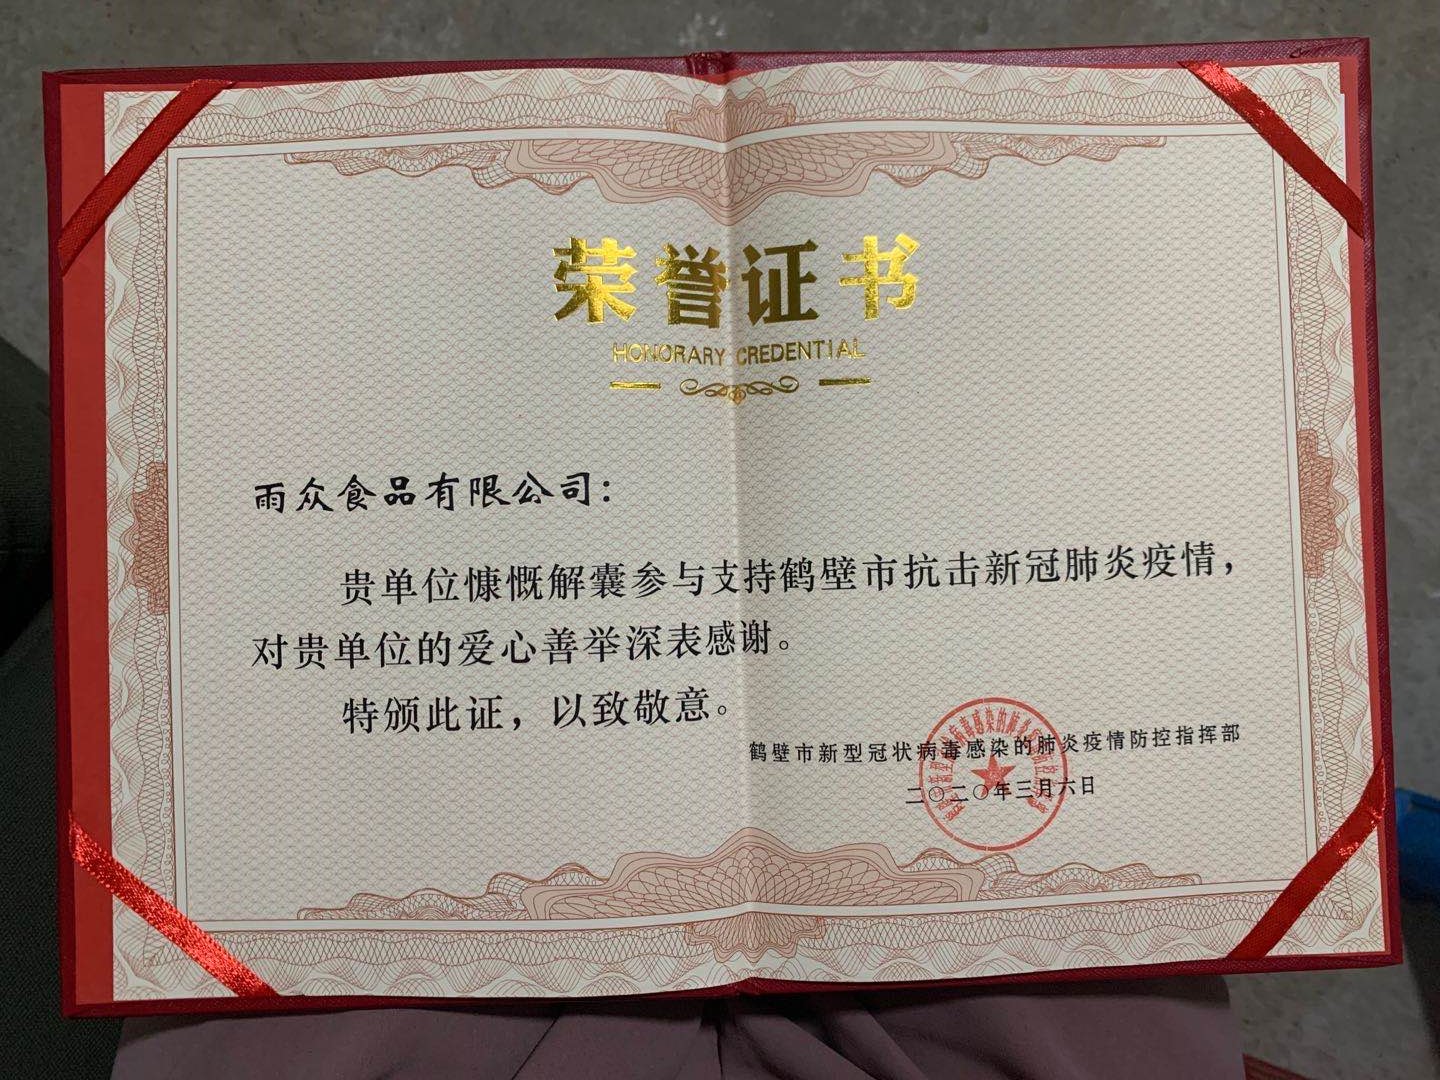 荣誉证书
HONORARY CREDENTIAL
雨众食品有限公司：
贵单位慷慨解囊参与支持鹤壁市抗击新冠肺炎疫情，
对贵单位的爱心善举深表感谢。
特颁此证，以致敬意。
鹤壁市新型冠状病毒感染的肺炎疫情防控指挥部
二〇二〇年三月六日